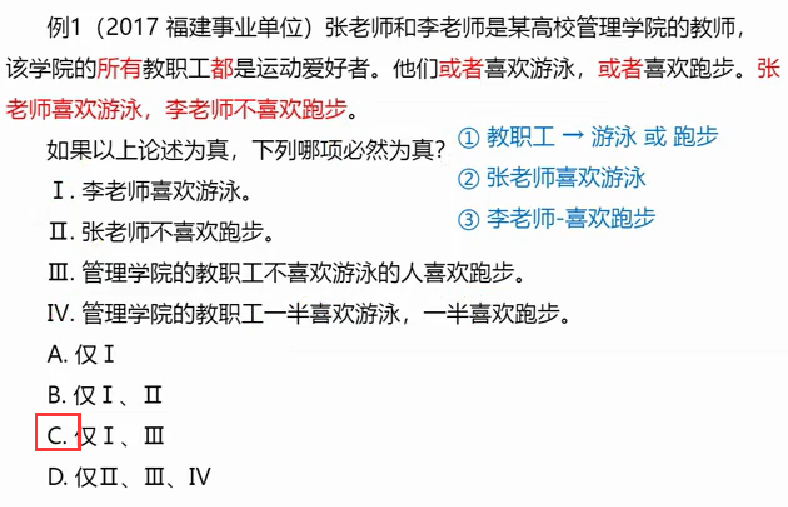 例1（2017 福建事业单位）张老师和李老师是某高校管理学院的教师，
该学院的所有教职工都是运动爱好者。他们或者喜欢游泳，或者喜欢跑步。张
老师喜欢游泳，李老师不喜欢跑步。
如果以上论述为真，下列哪项必然为真？
① 教职工 → 游泳 或 跑步
Ⅰ. 李老师喜欢游泳。
② 张老师喜欢游泳
Ⅱ. 张老师不喜欢跑步。
③ 李老师-喜欢跑步
Ⅲ. 管理学院的教职工不喜欢游泳的人喜欢跑步。
Ⅳ. 管理学院的教职工一半喜欢游泳，一半喜欢跑步。
A. 仅Ⅰ
B. 仅Ⅰ、Ⅱ
C. 仅Ⅰ、Ⅲ
D. 仅Ⅱ、Ⅲ、Ⅳ